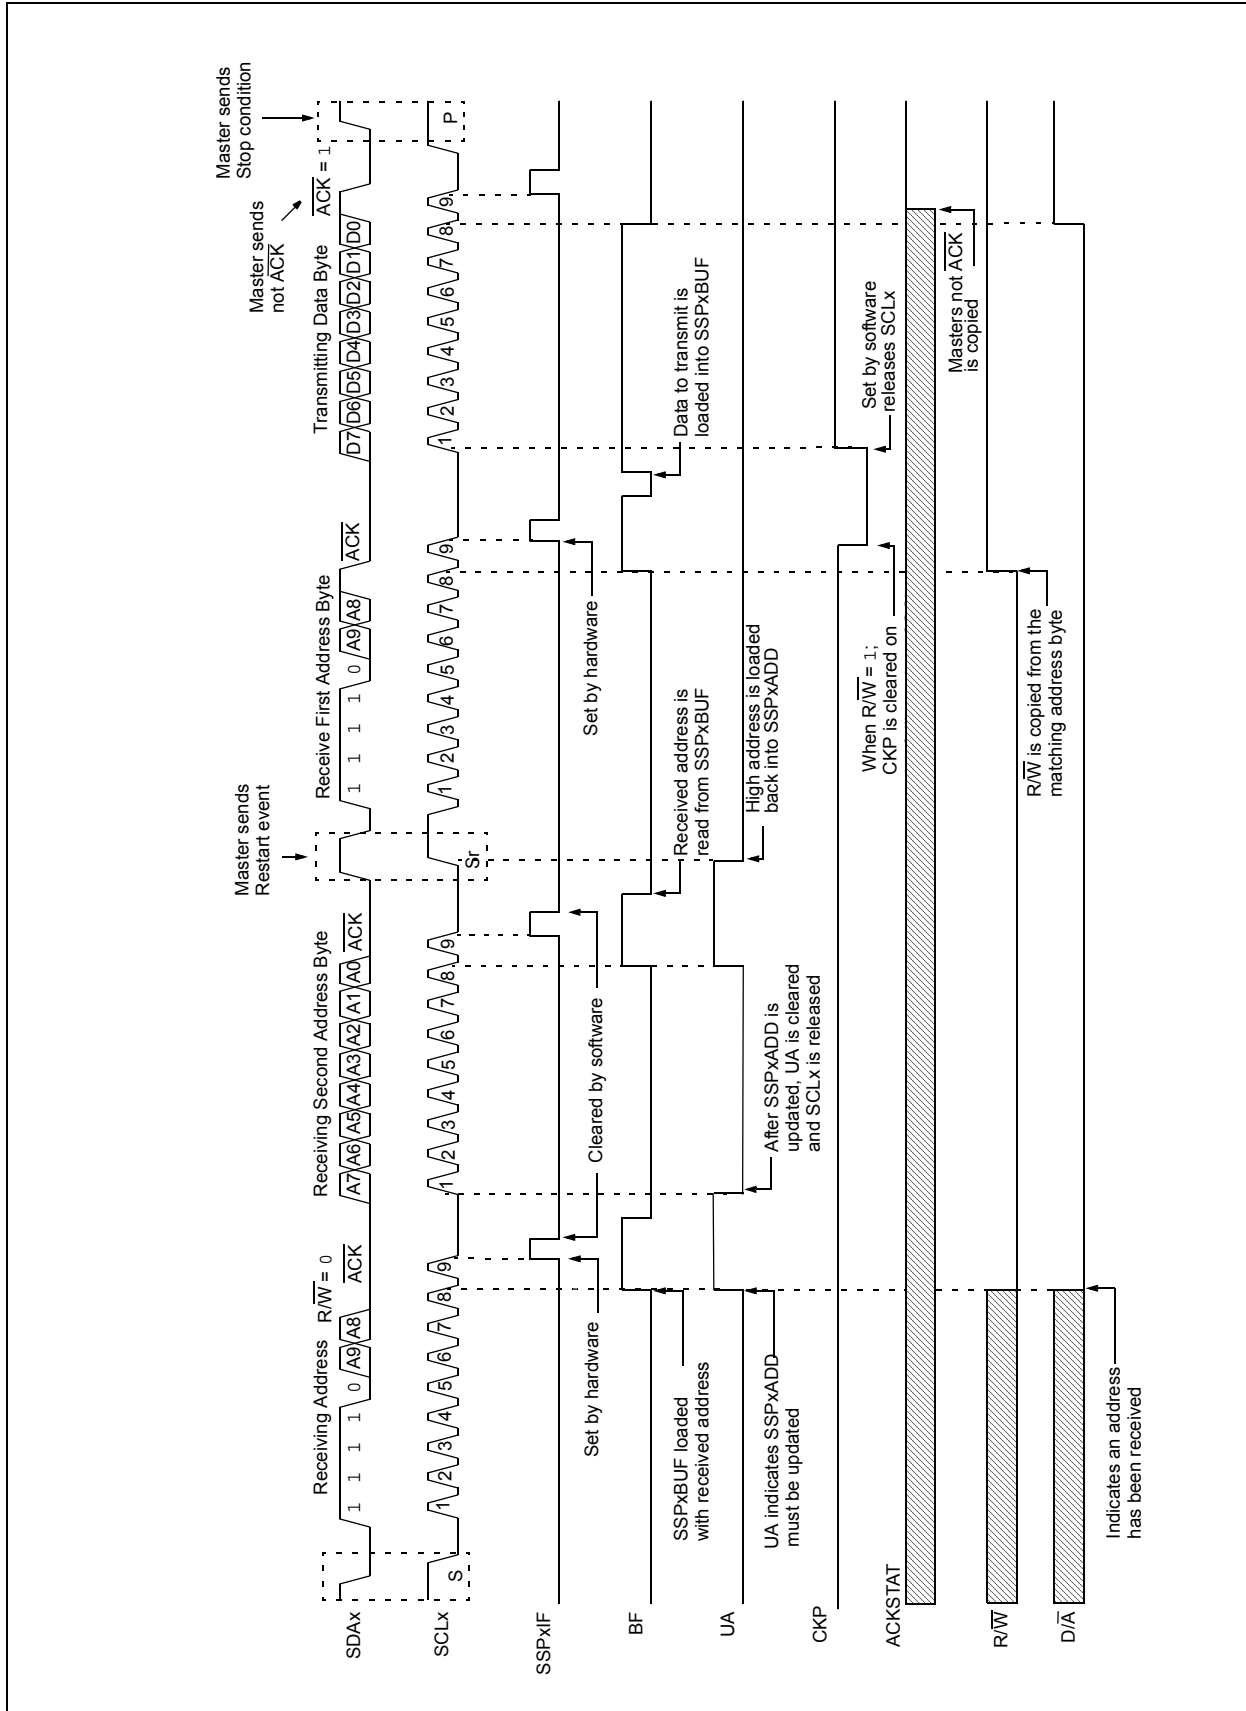 Master sends
Stop condition
Master sends
not ACK
Master sends
Restart event
Receiving Address R/W = 0
Receiving Second Address Byte
Receive First Address Byte
Transmitting Data Byte
ACK = 1
SDAx
1 1 1 1 0 A9 A8 ACK
A7 A6 A5 A4 A3 A2 A1 A0 ACK
1 1 1 1 0 A9 A8 ACK
D7 D6 D5 D4 D3 D2 D1 D0
SCLx
S 1 2 3 4 5 6 7 8 9
1 2 3 4 5 6 7 8 9
Sr 1 2 3 4 5 6 7 8 9
1 2 3 4 5 6 7 8 9 P
SSPxIF
Set by hardware
Cleared by software
Set by hardware
BF
SSPxBUF loaded
with received address
Received address is
read from SSPxBUF
Data to transmit is
loaded into SSPxBUF
UA
UA indicates SSPxADD
must be updated
After SSPxADD is
updated, UA is cleared
and SCLx is released
High address is loaded
back into SSPxADD
CKP
When R/W = 1;
CKP is cleared on
Set by software
releases SCLx
ACKSTAT
Masters not ACK
is copied
R/W
R/W is copied from the
matching address byte
D/A
Indicates an address
has been received